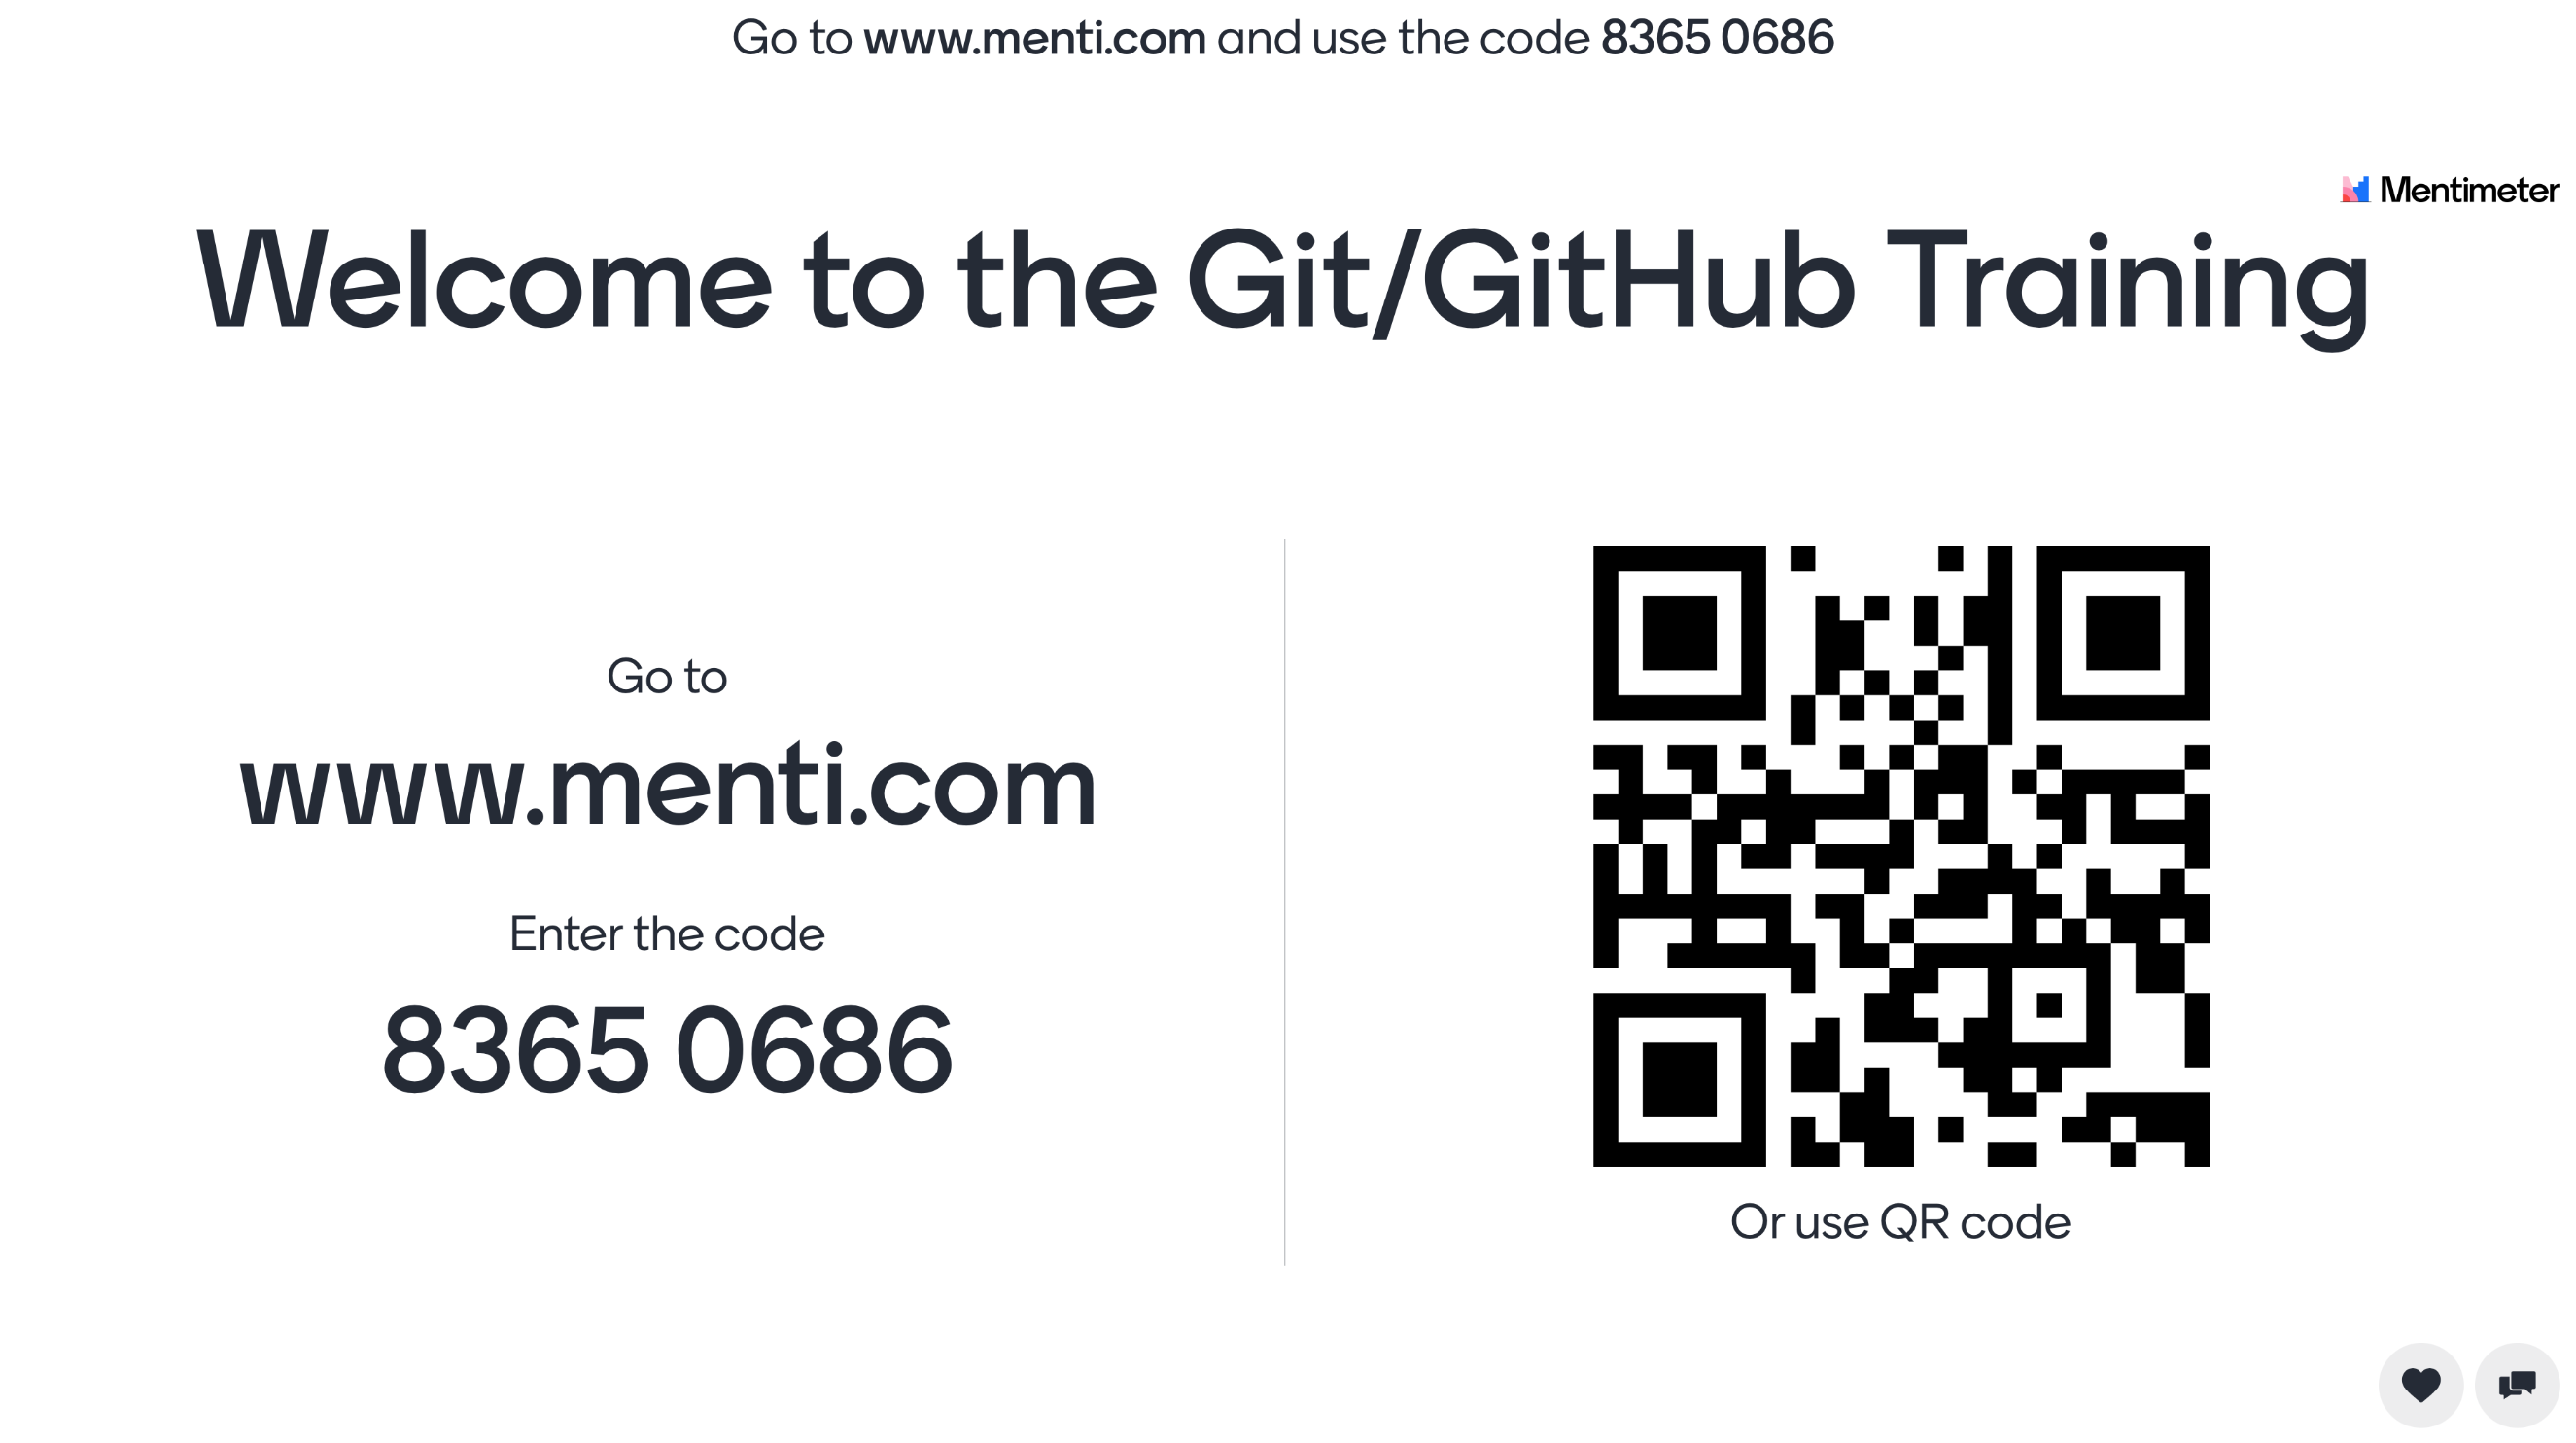 Go to www.menti.com and use the code 8365 0686
Mentimeter
Welcome to the Git/GitHub Training
Go to
www.menti.com
Enter the code
8365 0686
Or use QR code